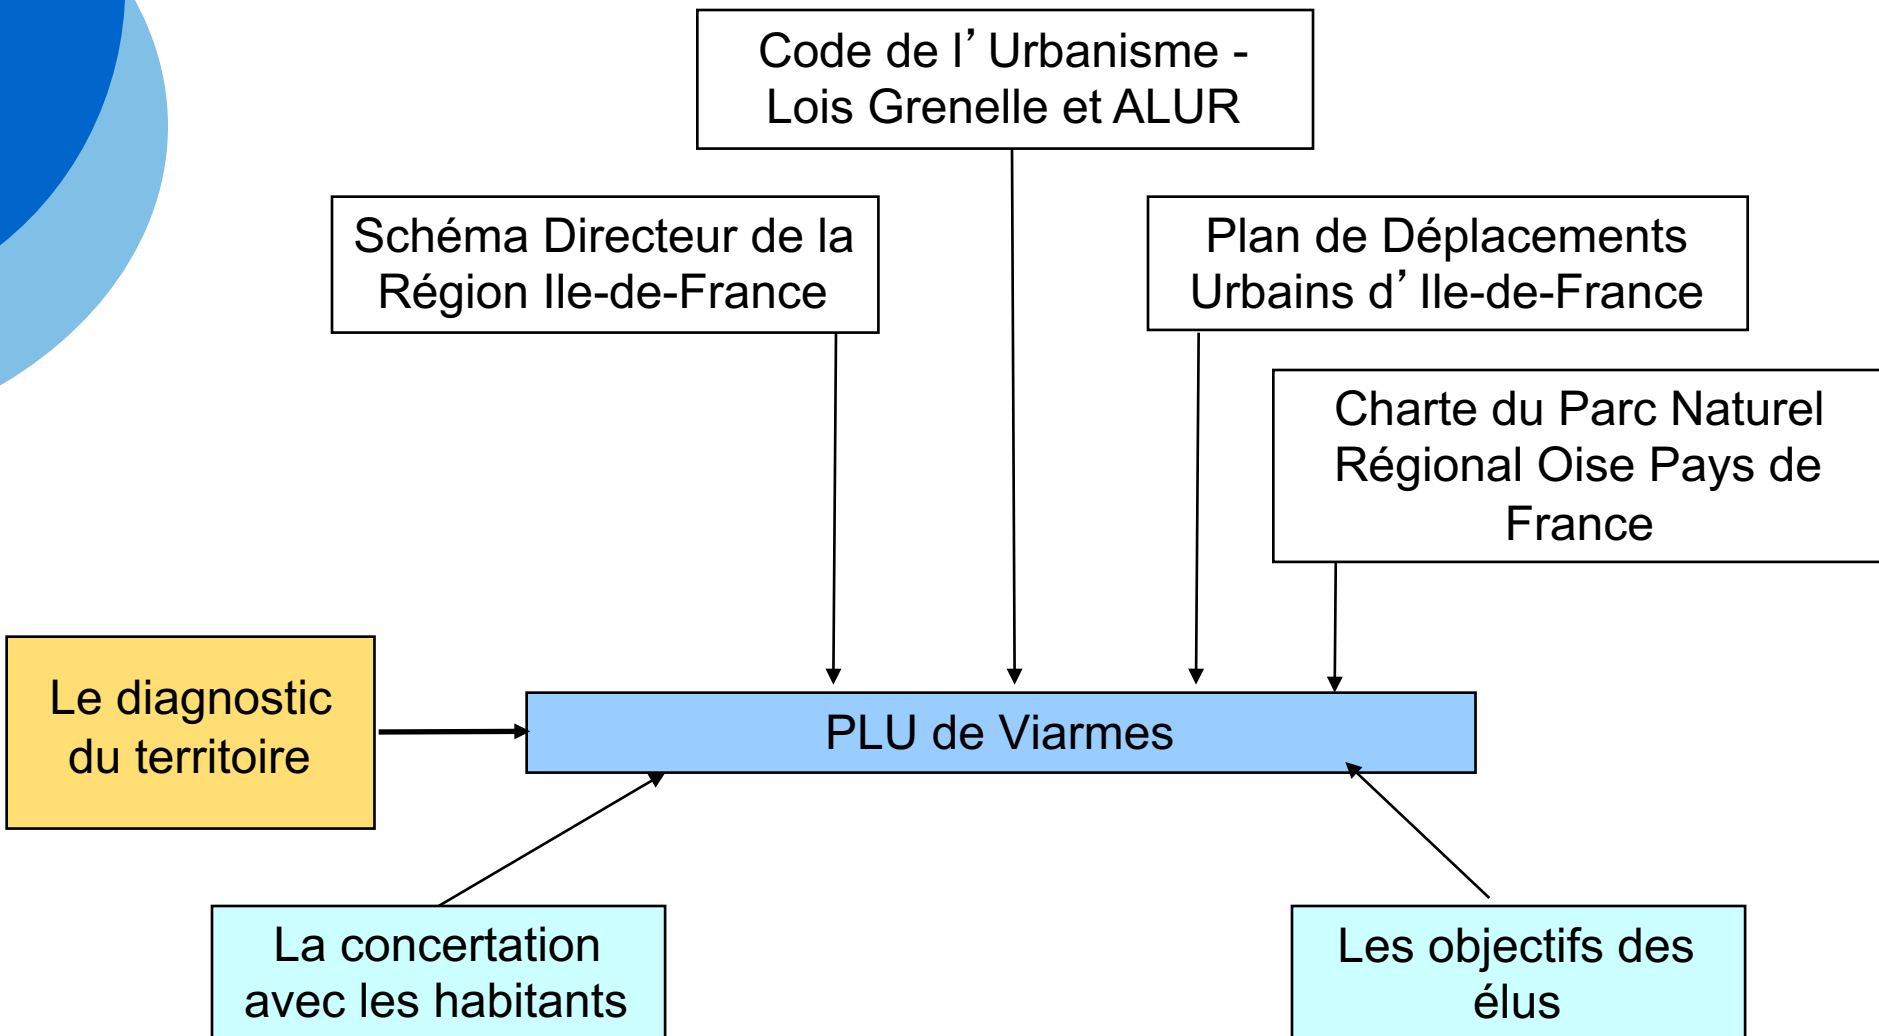 Code de l’Urbanisme -
Lois Grenelle et ALUR
Schéma Directeur de la
Région Ile-de-France
Plan de Déplacements
Urbains d’Ile-de-France
Charte du Parc Naturel
Régional Oise Pays de
France
Le diagnostic
du territoire
PLU de Viarmes
La concertation
avec les habitants
Les objectifs des
élus